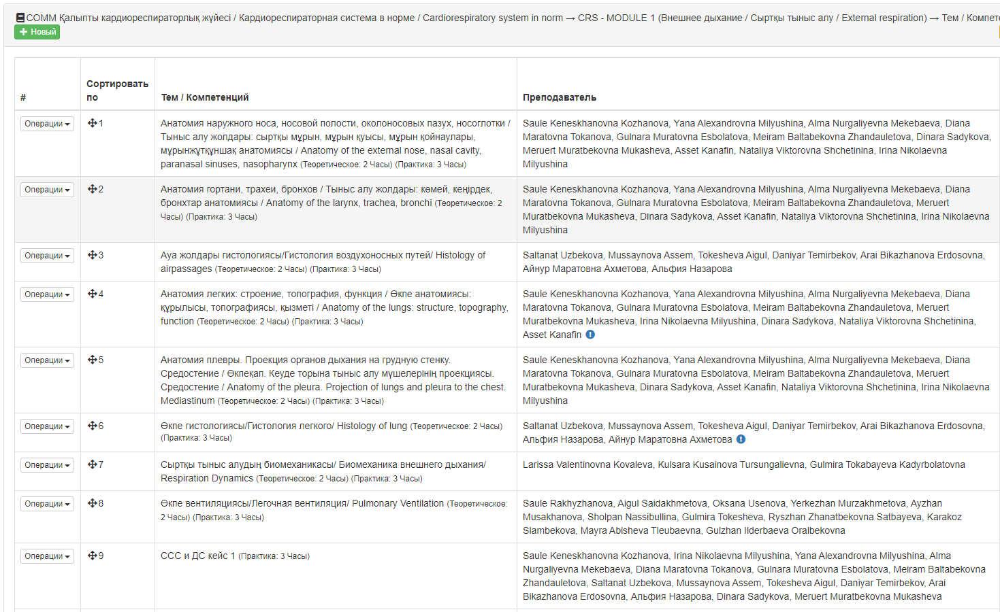 COMM Қалыпты кардиореспираторлық жүйесі / Кардиореспираторная система в норме / Cardiorespiratory system in norm → CRS - MODULE 1 (Внешнее дыхание / Сыртқы тыныс алу / External respiration) → Тем / Компете
Новый
#
Сортировать
по
Тем / Компетенций
Преподаватель
Операции
1
Анатомия наружного носа, носовой полости, околоносовых пазух, носоглотки /
Тыныс алу жолдары: сыртқы мұрын, мұрын қуысы, мұрын қойнаулары,
мұрынжұтқұншақ анатомиясы / Anatomy of the external nose, nasal cavity,
paranasal sinuses, nasopharynx (Теоретическое: 2 Часы) (Практика: 3 Часы)
Saule Keneskhanovna Kozhanova, Yana Alexandrovna Milyushina, Alma Nurgaliyevna Mekebaeva, Diana
Maratovna Tokanova, Gulnara Muratovna Esbolatova, Meiram Baltabekovna Zhandauletova, Dinara Sadykova,
Meruert Muratbekovna Mukasheva, Asset Kanafin, Nataliya Viktorovna Shchetinina, Irina Nikolaevna
Milyushina
Операции
2
Анатомия гортани, трахеи, бронхов / Тыныс алу жолдары: көмей, кеңірдек,
бронхтар анатомиясы / Anatomy of the larynx, trachea, bronchi (Теоретическое: 2
Часы) (Практика: 3 Часы)
Saule Keneskhanovna Kozhanova, Yana Alexandrovna Milyushina, Alma Nurgaliyevna Mekebaeva, Diana
Maratovna Tokanova, Gulnara Muratovna Esbolatova, Meiram Baltabekovna Zhandauletova, Meruert
Muratbekovna Mukasheva, Dinara Sadykova, Asset Kanafin, Nataliya Viktorovna Shchetinina, Irina Nikolaevna
Milyushina
Операции
3
Ауа жолдары гистологиясы/Гистология воздухоносных путей/ Histology of
airpassages (Теоретическое: 2 Часы) (Практика: 3 Часы)
Saltanat Uzbekova, Mussaynova Assem, Tokesheva Aigul, Daniyar Temirbekov, Arai Bikazhanova Erdosovna,
Айнур Маратовна Ахметова, Альфия Назарова
Операции
4
Анатомия легких: строение, топография, функция / Өкпе анатомиясы:
құрылысы, топографиясы, қызметі / Anatomy of the lungs: structure, topography,
function (Теоретическое: 2 Часы) (Практика: 3 Часы)
Saule Keneskhanovna Kozhanova, Yana Alexandrovna Milyushina, Alma Nurgaliyevna Mekebaeva, Diana
Maratovna Tokanova, Gulnara Muratovna Esbolatova, Meiram Baltabekovna Zhandauletova, Meruert
Muratbekovna Mukasheva, Irina Nikolaevna Milyushina, Dinara Sadykova, Nataliya Viktorovna Shchetinina,
Asset Kanafin
Операции
5
Анатомия плевры. Проекция органов дыхания на грудную стенку.
Средостение / Өкпеқап. Кеуде торына тыныс алу мүшелерінің проекциясы.
Средостение / Anatomy of the pleura. Projection of lungs and pleura to the chest.
Mediastinum (Теоретическое: 2 Часы) (Практика: 3 Часы)
Saule Keneskhanovna Kozhanova, Yana Alexandrovna Milyushina, Alma Nurgaliyevna Mekebaeva, Diana
Maratovna Tokanova, Gulnara Muratovna Esbolatova, Meiram Baltabekovna Zhandauletova, Meruert
Muratbekovna Mukasheva, Dinara Sadykova, Asset Kanafin, Nataliya Viktorovna Shchetinina, Irina Nikolaevna
Milyushina
Операции
6
Өкпе гистологиясы/Гистология легкого/ Histology of lung (Теоретическое: 2 Часы)
(Практика: 3 Часы)
Saltanat Uzbekova, Mussaynova Assem, Tokesheva Aigul, Daniyar Temirbekov, Arai Bikazhanova Erdosovna,
Альфия Назарова, Айнур Маратовна Ахметова
Операции
7
Сыртқы тыныс алудың биомеханикасы/ Биомеханика внешнего дыхания/
Respiration Dynamics (Теоретическое: 2 Часы) (Практика: 3 Часы)
Larissa Valentinovna Kovaleva, Kulsara Kusainova Tursungalievna, Gulmira Tokabayeva Kadyrbolatovna
Операции
8
Өкпе вентиляциясы/Легочная вентиляция/ Pulmonary Ventilation (Теоретическое:
2 Часы) (Практика: 3 Часы)
Saule Rakhyzhanova, Aigul Saidakhmetova, Oksana Usenova, Yerkezhan Murzakhmetova, Ayzhan
Musakhanova, Sholpan Nassibullina, Gulmira Tokesheva, Ryszhan Zhanatbekovna Satbayeva, Karakoz
Slambekova, Mayra Abisheva Tleubaevna, Gulzhan Ilderbaeva Oralbekovna
Операции
9
ССС и ДС кейс 1 (Практика: 3 Часы)
Saule Keneskhanovna Kozhanova, Irina Nikolaevna Milyushina, Yana Alexandrovna Milyushina, Alma
Nurgaliyevna Mekebaeva, Diana Maratovna Tokanova, Gulnara Muratovna Esbolatova, Meiram Baltabekovna
Zhandauletova, Saltanat Uzbekova, Mussaynova Assem, Tokesheva Aigul, Daniyar Temirbekov, Arai
Bikazhanova Erdosovna, Альфия Назарова, Dinara Sadykova, Meruert Muratbekovna Mukasheva